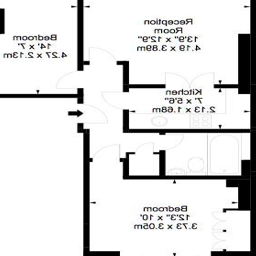 Reception
Room
13'9" x 12'9"
4.19 x 3.89m
Bedroom
14' x 7'
4.27 x 2.13m
Kitchen
7' x 5'6"
2.13 x 1.68m
Bedroom
12'3" x 10'
3.73 x 3.05m